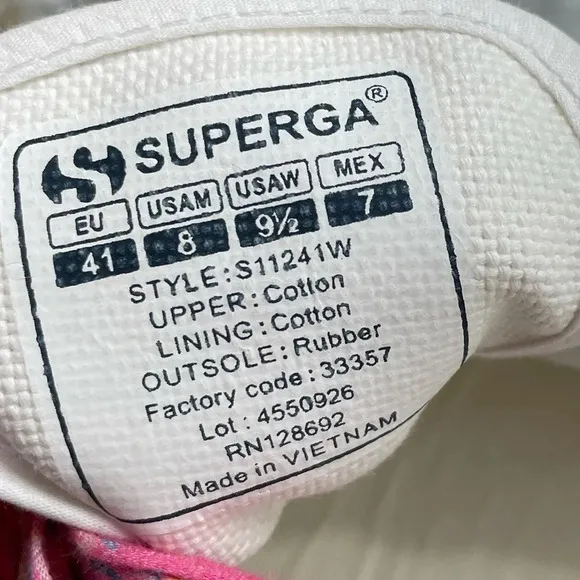 SUPERGA®
EU USAM USAW MEX
41 8 9½ 7
STYLE:S11241W
UPPER:Cotton
LINING:Cotton
OUTSOLE:Rubber
Factory code:33357
Lot:4550926
RN128692
Made in VIETNAM